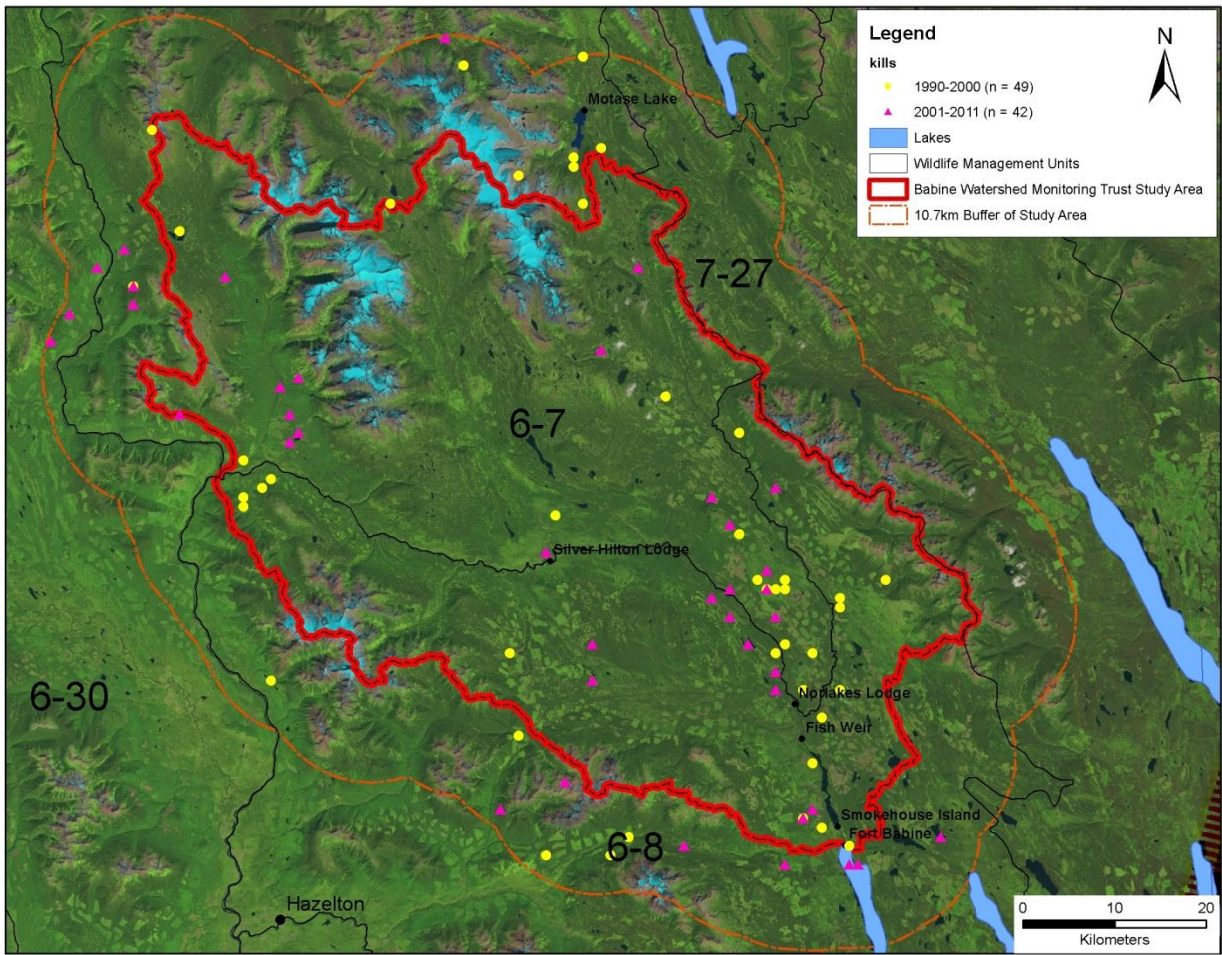 Legend
N
kills
1990-2000 (n = 49)
2001-2011 (n = 42)
Lakes
Wildlife Management Units
Babine Watershed Monitoring Trust Study Area
10.7km Buffer of Study Area
Motase Lake
7-27
6-7
Silver Hilton Lodge
6-30
Norlakes Lodge
Fish Weir
Smokehouse Island
Fort Babine
6-8
Hazelton
0 10 20
Kilometers